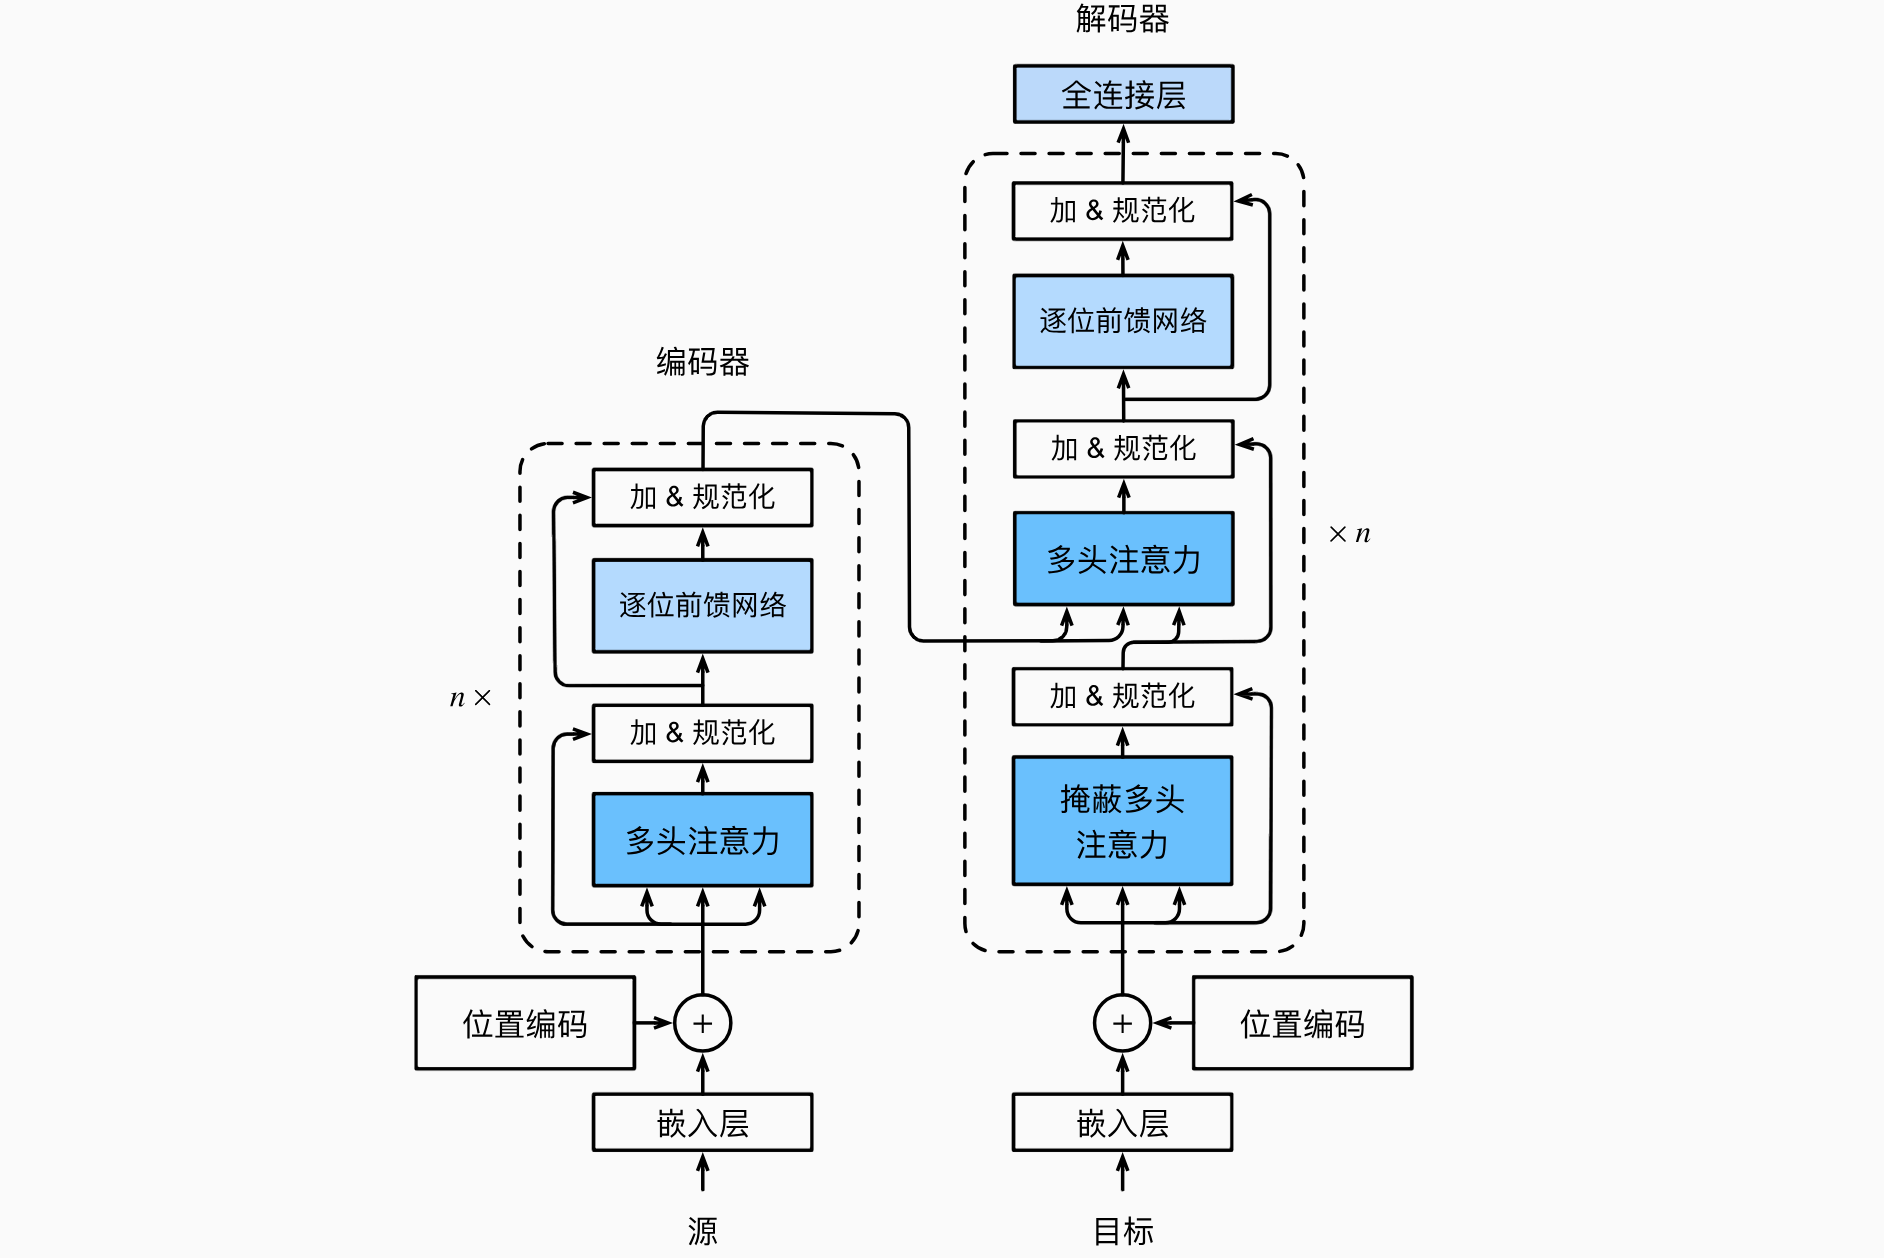 解码器
全连接层
加 & 规范化
逐位前馈网络
加 & 规范化
多头注意力
加 & 规范化
掩蔽多头
注意力
× n
位置编码
嵌入层
目标
编码器
加 & 规范化
逐位前馈网络
加 & 规范化
多头注意力
n ×
位置编码
+
嵌入层
源
+